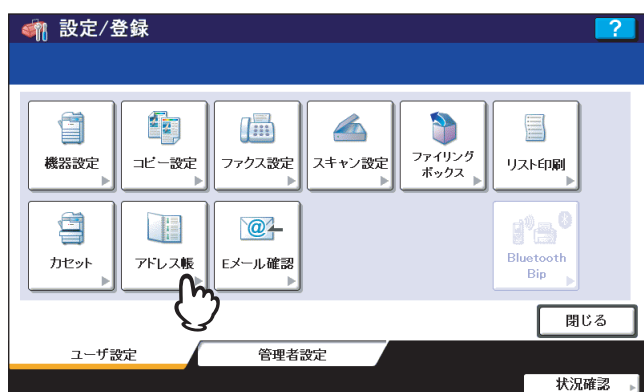 設定/登録
?
機器設定
コピー設定
ファクス設定
スキャン設定
ファイリング
ボックス
リスト印刷
カセット
アドレス帳
Eメール確認
Bluetooth
Bip
閉じる
ユーザ設定
管理者設定
状況確認